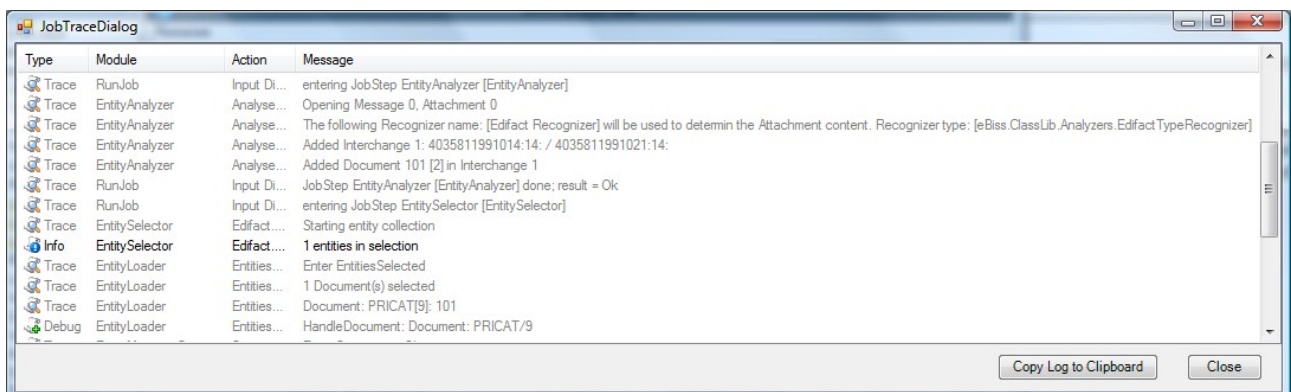 JobTraceDialog
Type Module Action Message
Trace RunJob Input Di... entering JobStep EntityAnalyzer [EntityAnalyzer]
Trace EntityAnalyzer Analyse... Opening Message 0, Attachment 0
Trace EntityAnalyzer Analyse... The following Recognizer name: [Edifact Recognizer] will be used to determin the Attachment content. Recognizer type: [eBiss.ClassLib.Analyzers.EdifactTypeRecognizer]
Trace EntityAnalyzer Analyse... Added Interchange 1: 4035811991014:14: / 4035811991021:14:
Trace EntityAnalyzer Analyse... Added Document 101 [2] in Interchange 1
Trace RunJob Input Di... JobStep EntityAnalyzer [EntityAnalyzer] done; result = Ok
Trace RunJob Input Di... entering JobStep EntitySelector [EntitySelector]
Trace EntitySelector Edifact.... Starting entity collection
Info EntitySelector Edifact.... 1 entities in selection
Trace EntityLoader Entities... Enter EntitiesSelected
Trace EntityLoader Entities... 1 Document(s) selected
Trace EntityLoader Entities... Document: PRICAT[9]: 101
Debug EntityLoader Entities... HandleDocument: Document: PRICAT/9
Copy Log to Clipboard Close